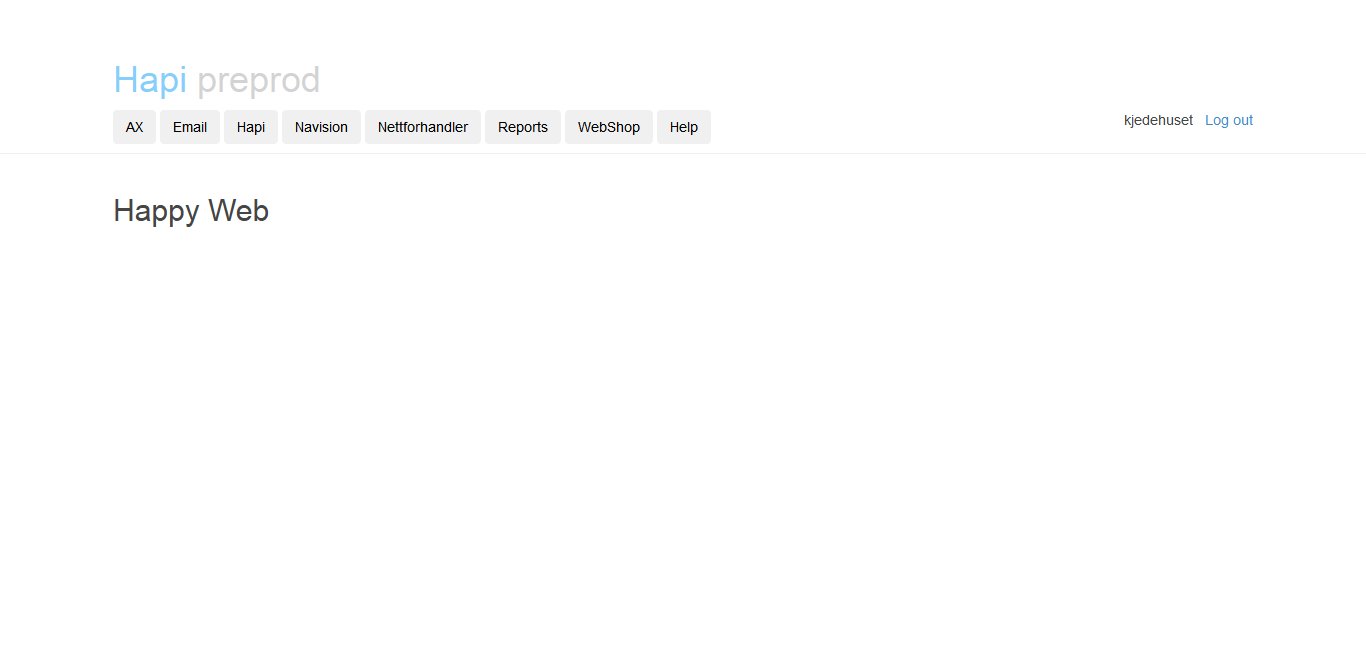 Hapi preprod
AX Email Hapi Navision Nettforhandler Reports WebShop Help
kjedehuset Log out
Happy Web